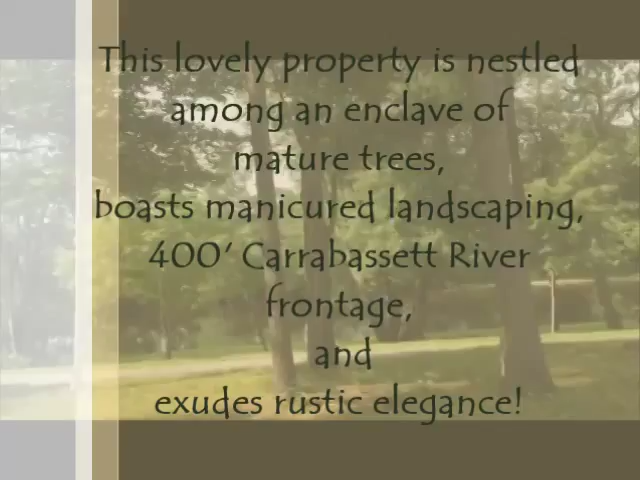 This lovely property is nestled
among an enclave of
mature trees,
boasts manicured landscaping,
400' Carrabassett River
frontage,
and
exudes rustic elegance!